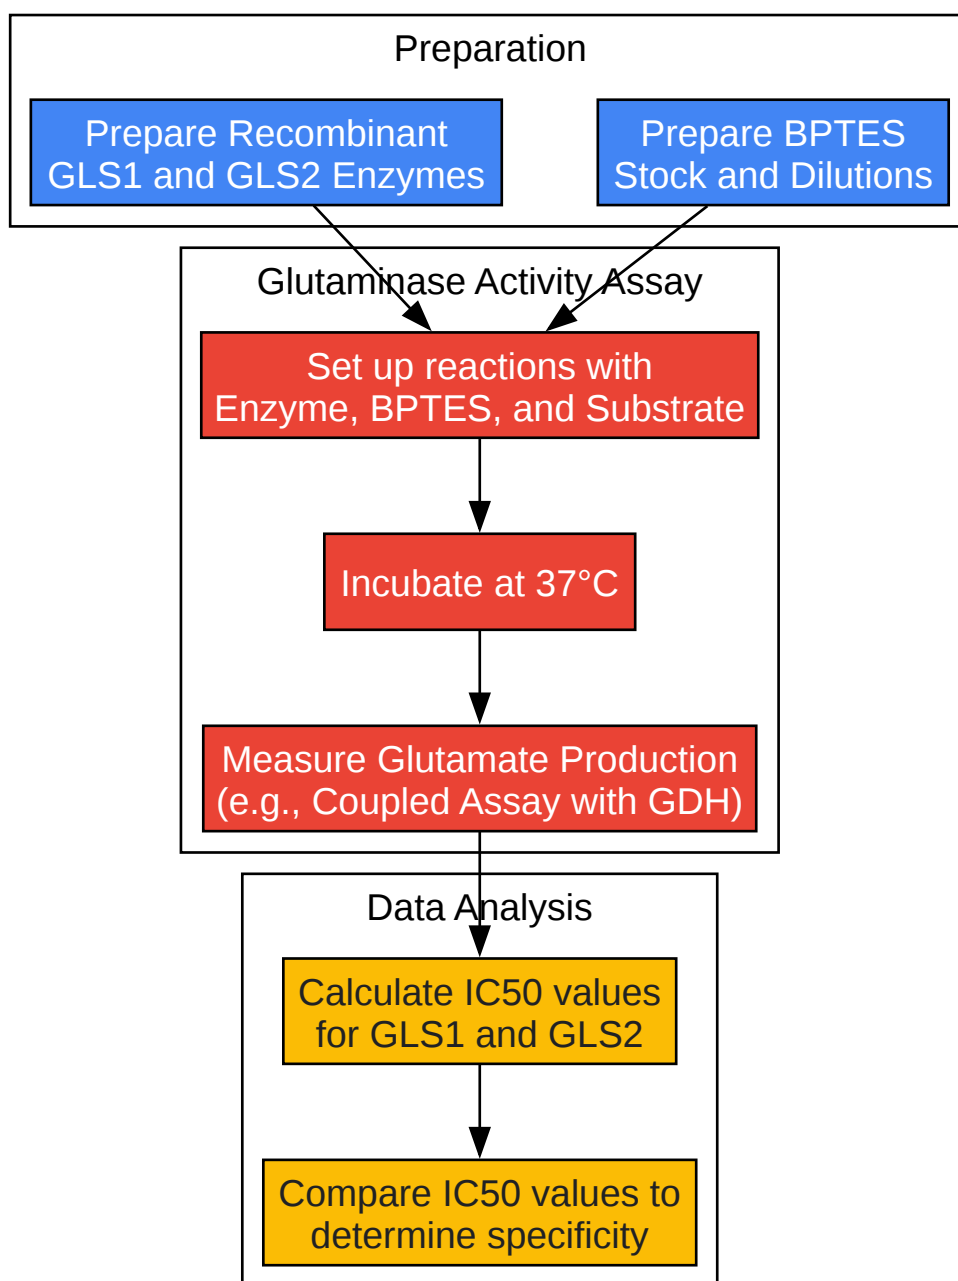 Preparation
Prepare Recombinant
GLS1 and GLS2 Enzymes
Prepare BPTES
Stock and Dilutions
Glutaminase Activity Assay
Set up reactions with
Enzyme, BPTES, and Substrate
Incubate at 37°C
Measure Glutamate Production
(e.g., Coupled Assay with GDH)
Data Analysis
Calculate IC50 values
for GLS1 and GLS2
Compare IC50 values to
determine specificity